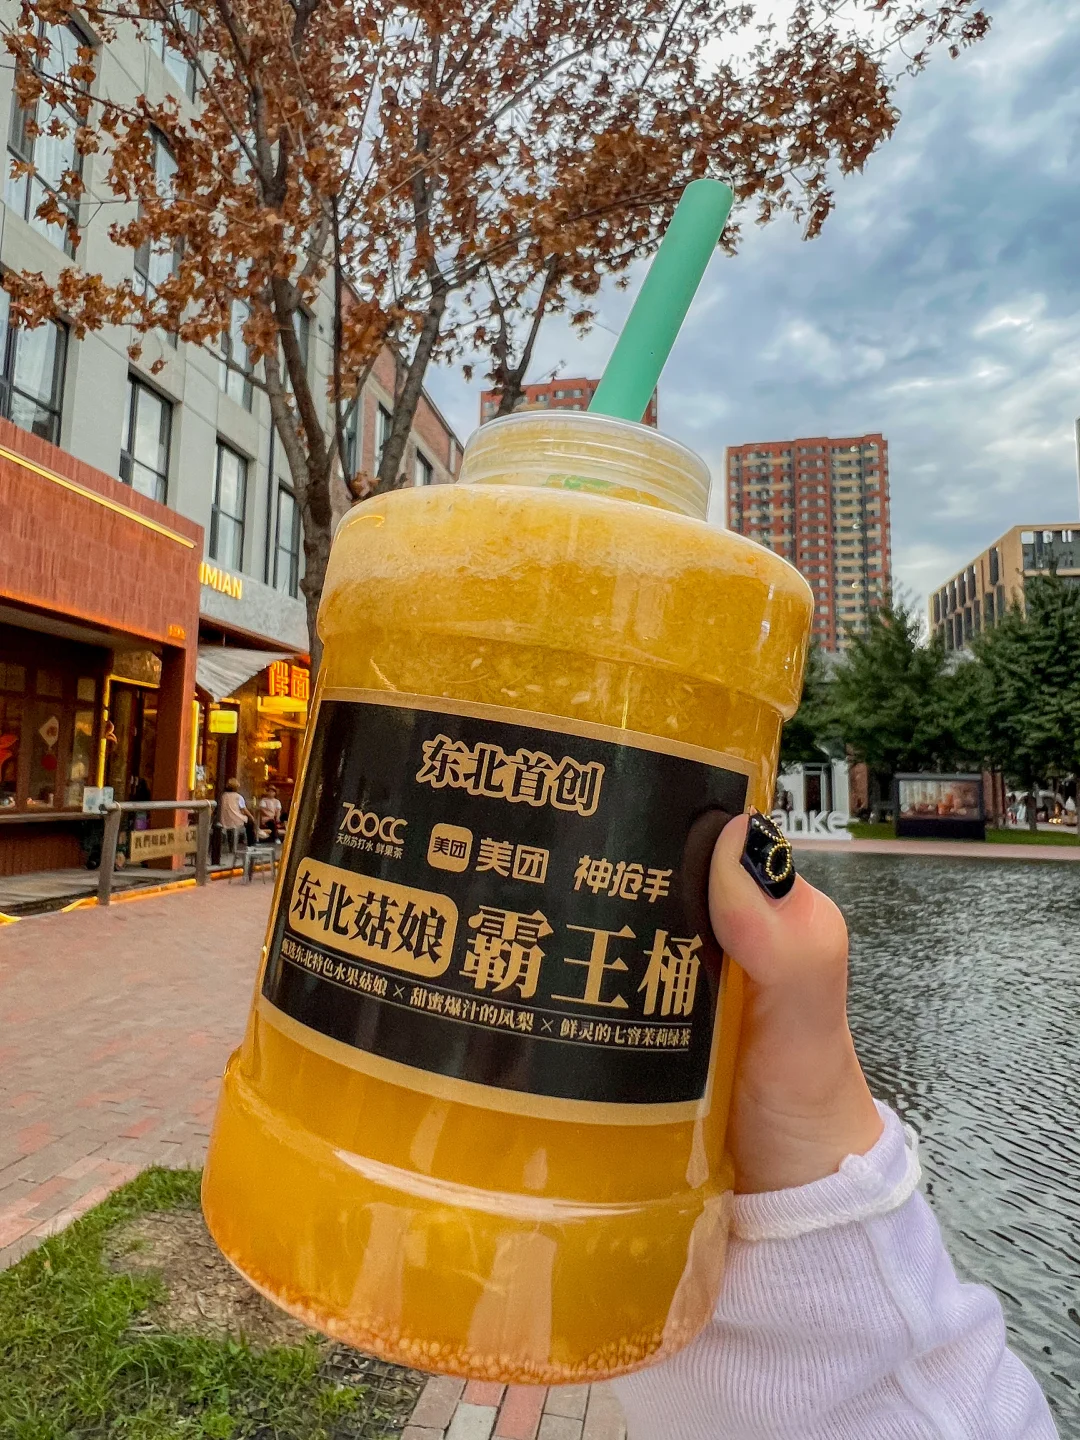 IMIAN
东北首创
700CC
天然苏打水 鲜果茶
美团 美团
神抢手
东北菇娘 霸王桶
甄选东北特色水果菇娘 × 甜蜜爆汁的凤梨 × 鲜灵的七窨茉莉绿茶
anke